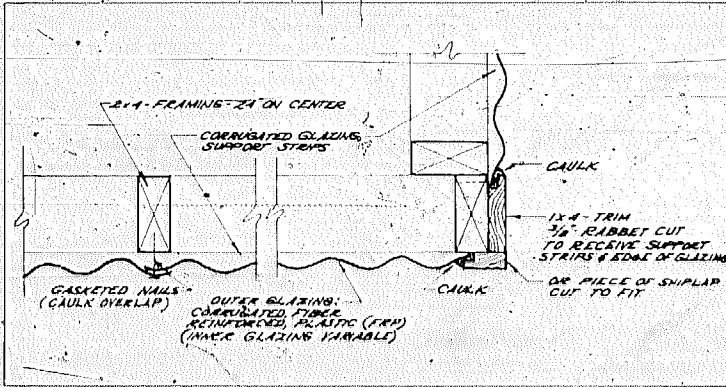 2x4-FRAMING-24" ON CENTER
CORRUGATED GLAZING
SUPPORT STRIPS
CAULK
1x4-TRIM
3/8" RABBET CUT
TO RECEIVE SUPPORT
STRIPS & EDGE OF GLAZING
OR PIECE OF SHIPLAP
CUT TO FIT
GASKETED NAILS-
(CAULK OVERLAP)
OUTER GLAZING:
CORRUGATED, FIBER
REINFORCED, PLASTIC (FRP)
(INNER GLAZING VARIABLE)
CAULK